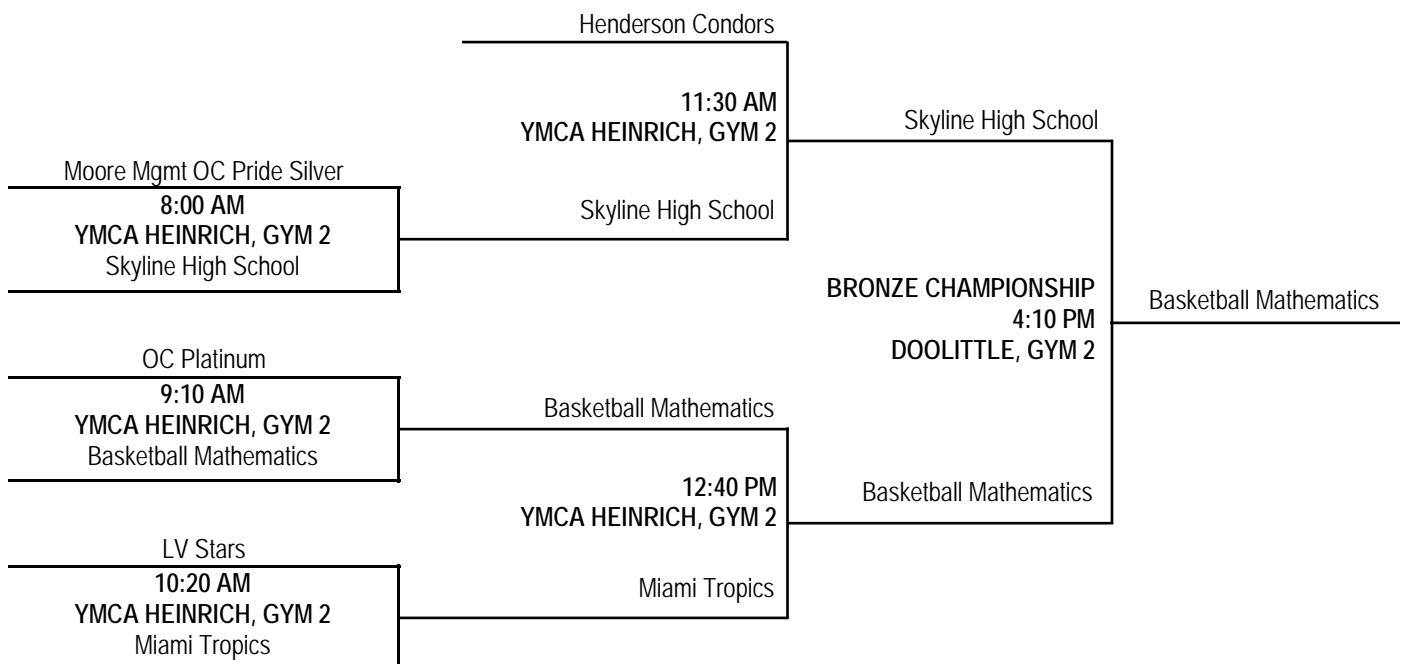 Henderson Condors
11:30 AM
YMCA HEINRICH, GYM 2
Skyline High School
Moore Mgmt OC Pride Silver
8:00 AM
YMCA HEINRICH, GYM 2
Skyline High School
Skyline High School
BRONZE CHAMPIONSHIP
4:10 PM
DOOLITTLE, GYM 2
Basketball Mathematics
OC Platinum
9:10 AM
YMCA HEINRICH, GYM 2
Basketball Mathematics
Basketball Mathematics
12:40 PM
YMCA HEINRICH, GYM 2
Basketball Mathematics
LV Stars
10:20 AM
YMCA HEINRICH, GYM 2
Miami Tropics
Miami Tropics